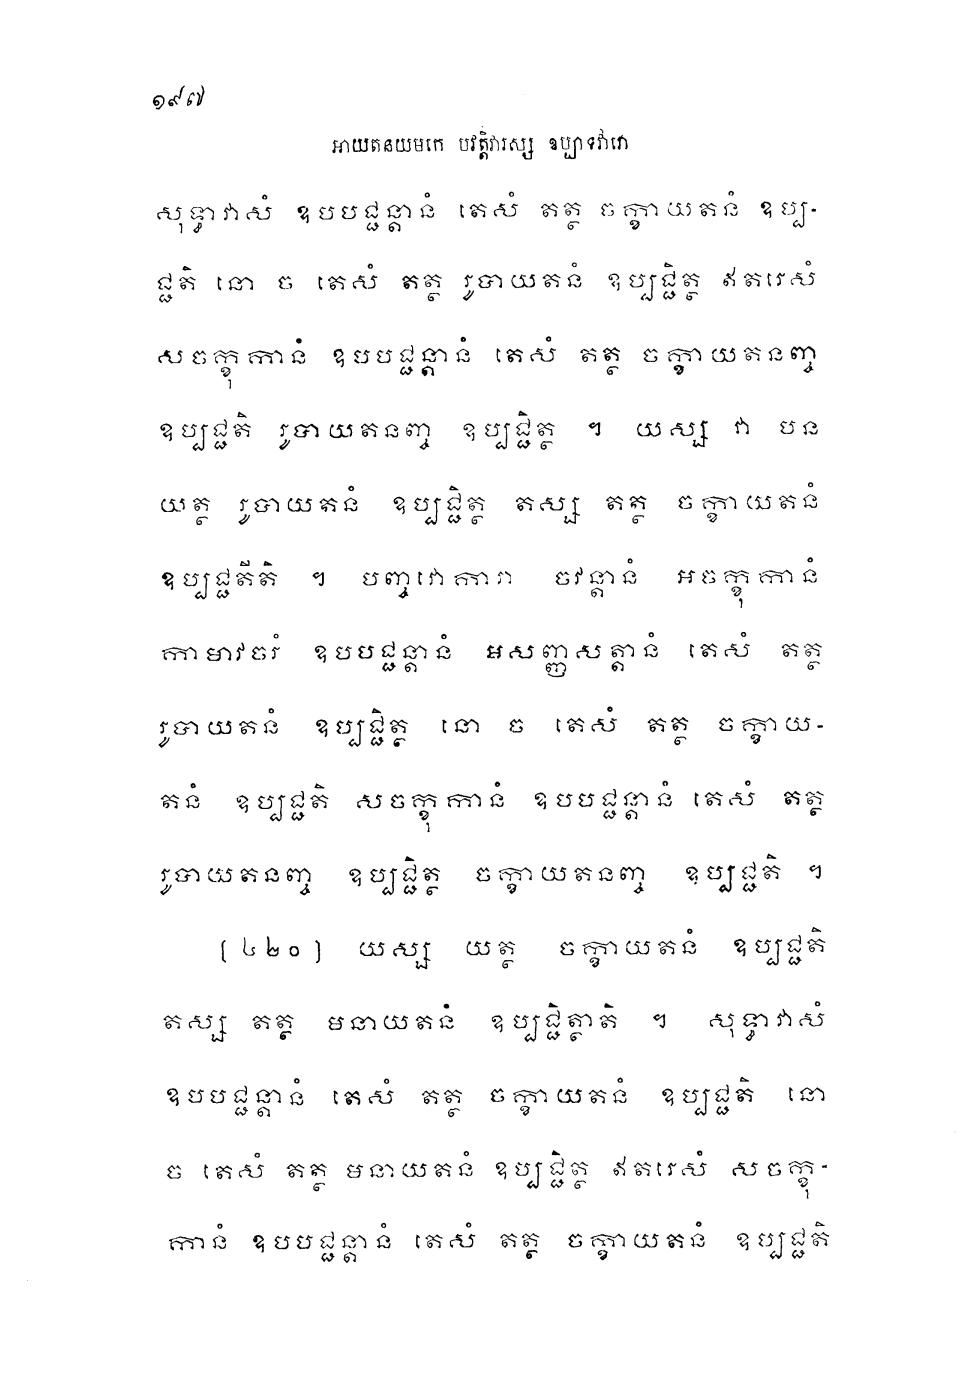 ១៩៧
អាយតនយមកេ បវត្តិវារស្ស ឧប្បាទវារោ
សុទ្ធាវាសំ ឧបបជ្ជន្តានំ តេសំ តត្ថ ចក្ខាយតនំ ឧប្ប-
ជ្ជតិ នោ ច តេសំ តត្ថ រូបាយតនំ ឧប្បជ្ជិត្ថ ឥតរេសំ
សចក្ខុកានំ ឧបបជ្ជន្តានំ តេសំ តត្ថ ចក្ខាយតនញ្ច
ឧប្បជ្ជតិ រូបាយតនញ្ច ឧប្បជ្ជិត្ថ ។ យស្ស វា បន
យត្ថ រូបាយតនំ ឧប្បជ្ជិត្ថ តស្ស តត្ថ ចក្ខាយតនំ
ឧប្បជ្ជតីតិ ។ បញ្ចវោការា ចវន្តានំ អចក្ខុកានំ
កាមាវចរំ ឧបបជ្ជន្តានំ អសញ្ញសត្តានំ តេសំ តត្ថ
រូបាយតនំ ឧប្បជ្ជិត្ថ នោ ច តេសំ តត្ថ ចក្ខាយ-
តនំ ឧប្បជ្ជតិ សចក្ខុកានំ ឧបបជ្ជន្តានំ តេសំ តត្ថ
រូបាយតនញ្ច ឧប្បជ្ជិត្ថ ចក្ខាយតនញ្ច ឧប្បជ្ជតិ ។
(៤២០) យស្ស យត្ថ ចក្ខាយតនំ ឧប្បជ្ជតិ
តស្ស តត្ថ មនាយតនំ ឧប្បជ្ជិត្ថាតិ ។ សុទ្ធាវាសំ
ឧបបជ្ជន្តានំ តេសំ តត្ថ ចក្ខាយតនំ ឧប្បជ្ជតិ នោ
ច តេសំ តត្ថ មនាយតនំ ឧប្បជ្ជិត្ថ ឥតរេសំ សចក្ខុ-
កានំ ឧបបជ្ជន្តានំ តេសំ តត្ថ ចក្ខាយតនំ ឧប្បជ្ជតិ